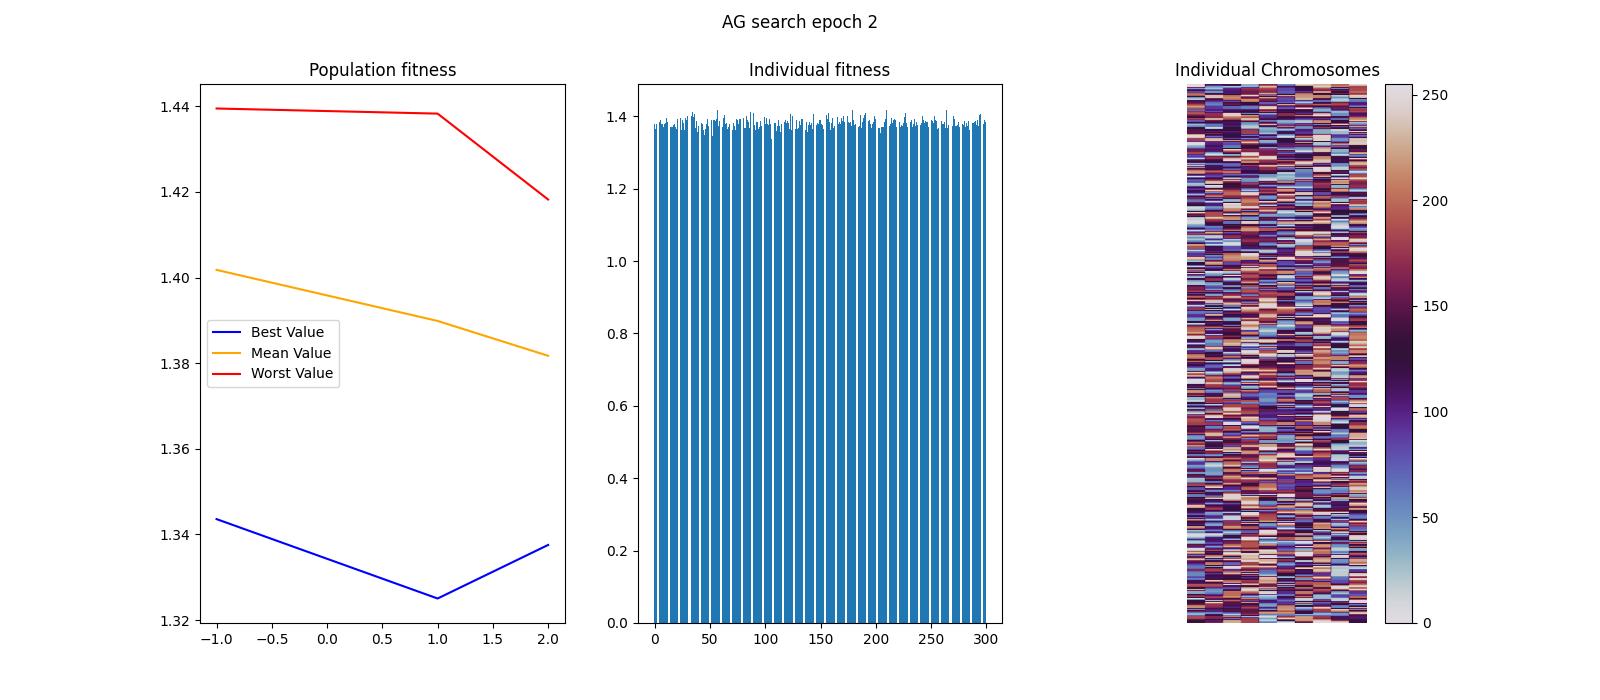 AG search epoch 2
Population fitness
1.44
1.42
1.40
1.38
1.36
1.34
1.32
−1.0 −0.5 0.0 0.5 1.0 1.5 2.0
Best Value
Mean Value
Worst Value
Individual fitness
1.4
1.2
1.0
0.8
0.6
0.4
0.2
0.0
0 50 100 150 200 250 300
Individual Chromosomes
250
200
150
100
50
0